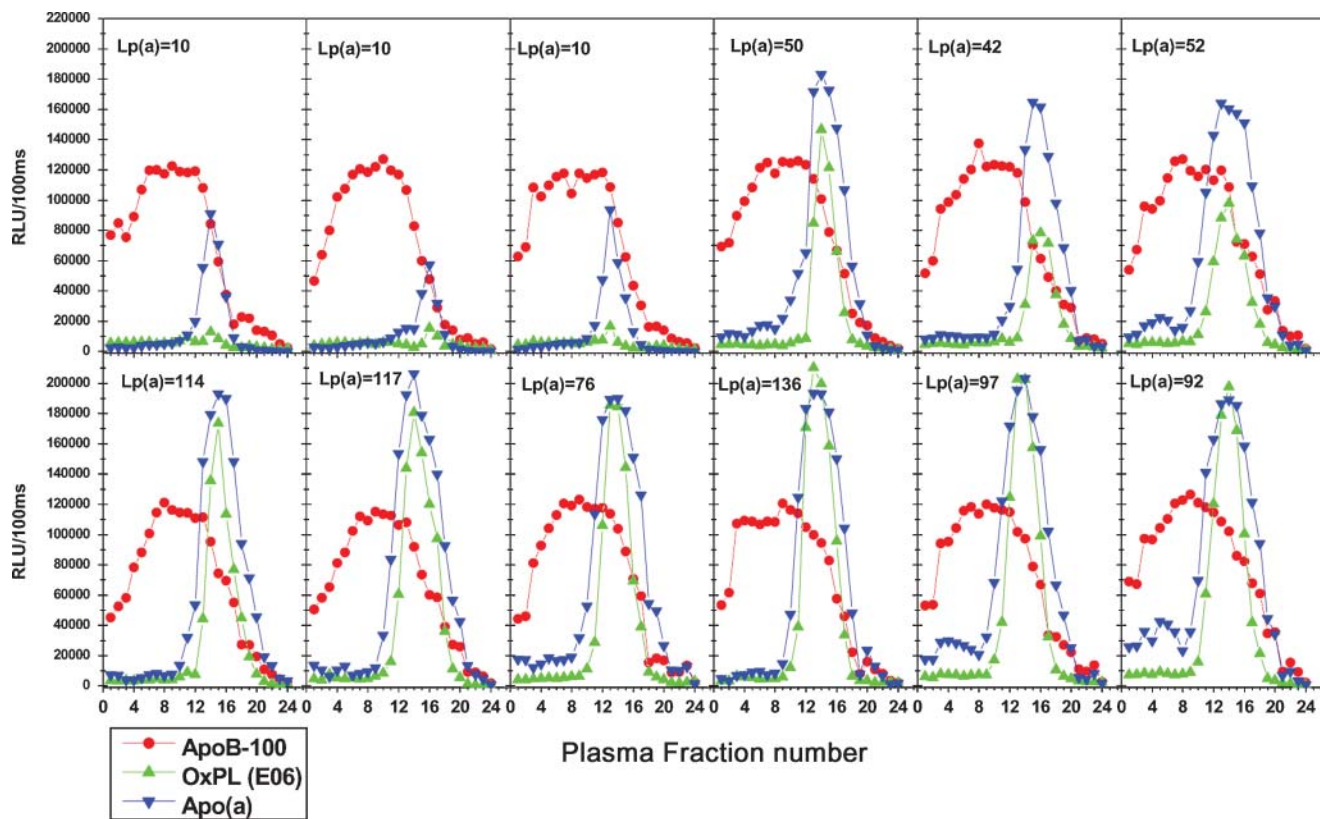 220000
200000
180000
160000
140000
120000
100000
80000
60000
40000
20000
0
RLU/100ms
Lp(a)=10
Lp(a)=10
Lp(a)=10
Lp(a)=50
Lp(a)=42
Lp(a)=52
200000
180000
160000
140000
120000
100000
80000
60000
40000
20000
0
RLU/100ms
Lp(a)=114
Lp(a)=117
Lp(a)=76
Lp(a)=136
Lp(a)=97
Lp(a)=92
0 4 8 12 16 20 24
0 4 8 12 16 20 24
0 4 8 12 16 20 24
0 4 8 12 16 20 24
0 4 8 12 16 20 24
0 4 8 12 16 20 24
Plasma Fraction number
ApoB-100
OxPL (E06)
Apo(a)